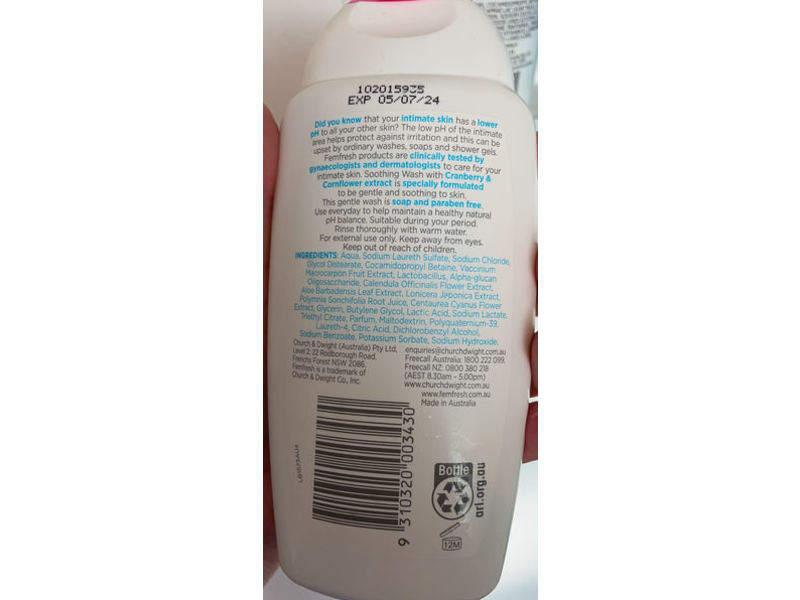 102015935
EXP 05/07/24
Did you know that your intimate skin has a lower
pH to all your other skin? The low pH of the intimate
area helps protect against irritation and this can be
upset by ordinary washes, soaps and shower gels.
Femfresh products are clinically tested by
gynaecologists and dermatologists to care for your
intimate skin. Soothing Wash with Cranberry &
Cornflower extract is specially formulated
to be gentle and soothing to skin.
This gentle wash is soap and paraben free.
Use everyday to help maintain a healthy natural
pH balance. Suitable during your period.
Rinse thoroughly with warm water.
For external use only. Keep away from eyes.
Keep out of reach of children.
INGREDIENTS: Aqua, Sodium Laureth Sulfate, Sodium Chloride,
Glycol Distearate, Cocamidopropyl Betaine, Vaccinium
Macrocarpon Fruit Extract, Lactobacillus, Alpha-glucan
Oligosaccharide, Calendula Officinalis Flower Extract,
Aloe Barbadensis Leaf Extract, Lonicera Japonica Extract,
Polymnia Sonchifolia Root Juice, Centaurea Cyanus Flower
Extract, Glycerin, Butylene Glycol, Lactic Acid, Sodium Lactate,
Triethyl Citrate, Parfum, Maltodextrin, Polyquaternium-39,
Laureth-4, Citric Acid, Dichlorobenzyl Alcohol,
Sodium Benzoate, Potassium Sorbate, Sodium Hydroxide.
Church & Dwight (Australia) Pty Ltd,
Level 2, 22 Rodborough Road,
Frenchs Forest NSW 2086.
Femfresh is a trademark of
Church & Dwight Co., Inc.
enquiries@churchdwight.com.au
Freecall Australia: 1800 222 099,
Freecall NZ: 0800 380 218
(AEST 8.30am – 5.00pm)
www.churchdwight.com.au
www.femfresh.com.au
Made in Australia
9 310320 003430
Bottle
arl.org.au
12M